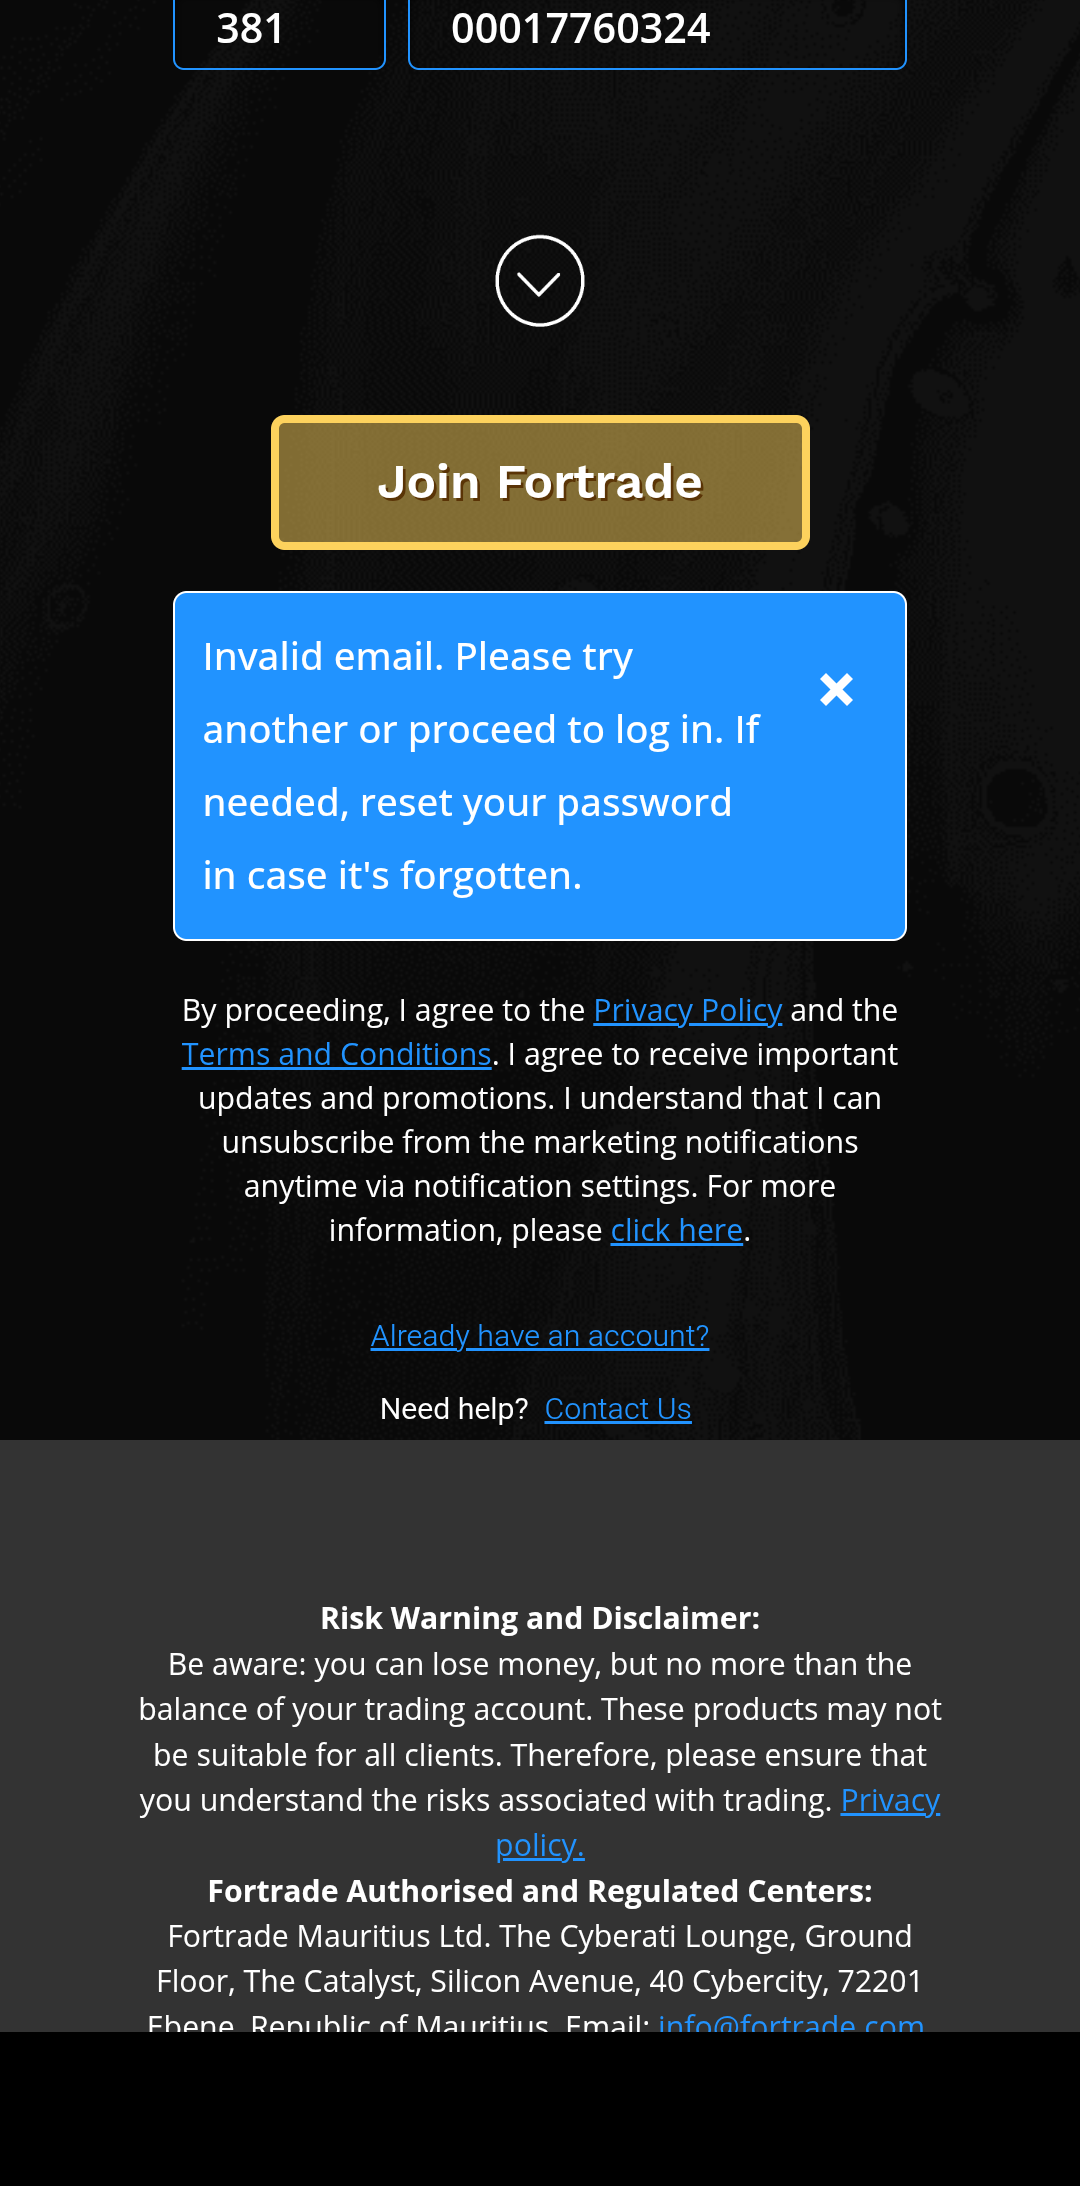 381
00017760324
Join Fortrade
Invalid email. Please try
another or proceed to log in. If
needed, reset your password
in case it's forgotten.
By proceeding, I agree to the Privacy Policy and the
Terms and Conditions. I agree to receive important
updates and promotions. I understand that I can
unsubscribe from the marketing notifications
anytime via notification settings. For more
information, please click here.
Already have an account?
Need help? Contact Us
Risk Warning and Disclaimer:
Be aware: you can lose money, but no more than the
balance of your trading account. These products may not
be suitable for all clients. Therefore, please ensure that
you understand the risks associated with trading. Privacy
policy.
Fortrade Authorised and Regulated Centers:
Fortrade Mauritius Ltd. The Cyberati Lounge, Ground
Floor, The Catalyst, Silicon Avenue, 40 Cybercity, 72201
Ebene, Republic of Mauritius. Email: info@fortrade.com